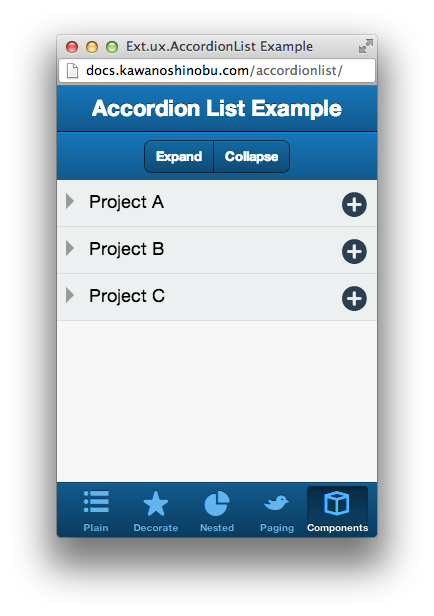 Ext.ux.AccordionList Example
docs.kawanoshinobu.com/accordionlist/
Accordion List Example
Expand Collapse
Project A
Project B
Project C
Plain Decorate Nested Paging Components